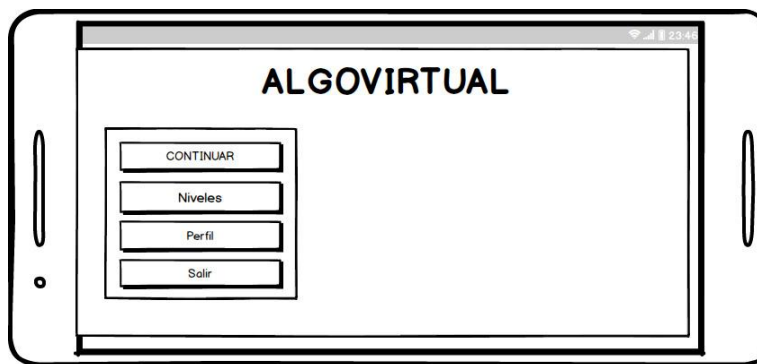 23:46
ALGOVIRTUAL
CONTINUAR
Niveles
Perfil
Salir